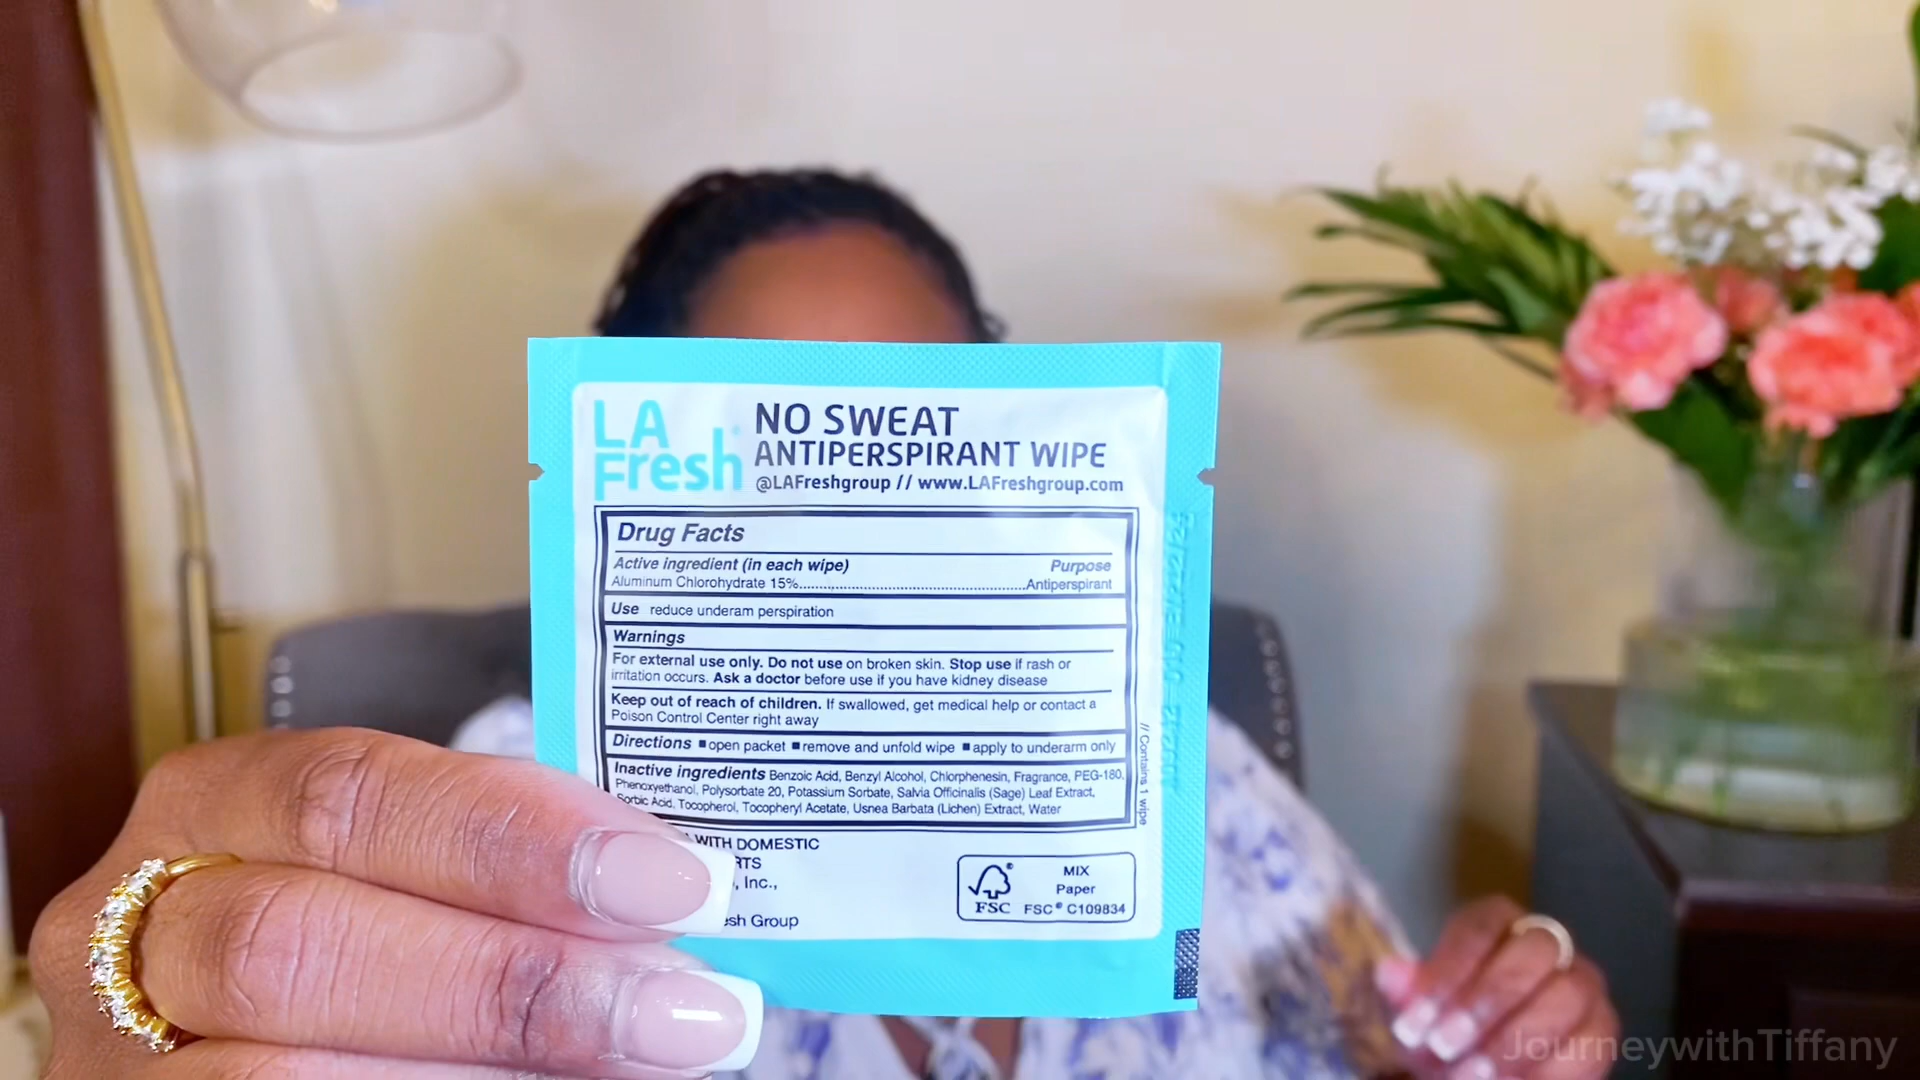 LA
Fresh
NO SWEAT
ANTIPERSPIRANT WIPE
@LAFreshgroup // www.LAFreshgroup.com
Drug Facts
Active ingredient (in each wipe) Purpose
Aluminum Chlorohydrate 15%......Antiperspirant
Use reduce underam perspiration
Warnings
For external use only. Do not use on broken skin. Stop use if rash or
irritation occurs. Ask a doctor before use if you have kidney disease
Keep out of reach of children. If swallowed, get medical help or contact a
Poison Control Center right away
Directions ■open packet ■remove and unfold wipe ■apply to underarm only
Inactive ingredients Benzoic Acid, Benzyl Alcohol, Chlorphenesin, Fragrance, PEG-180,
Phenoxyethanol, Polysorbate 20, Potassium Sorbate, Salvia Officinalis (Sage) Leaf Extract,
Sorbic Acid, Tocopherol, Tocopheryl Acetate, Usnea Barbata (Lichen) Extract, Water
// Contains 1 wipe
WITH DOMESTIC
, Inc.,
Group
FSC
MIX
Paper
FSC® C109834
JourneywithTiffany